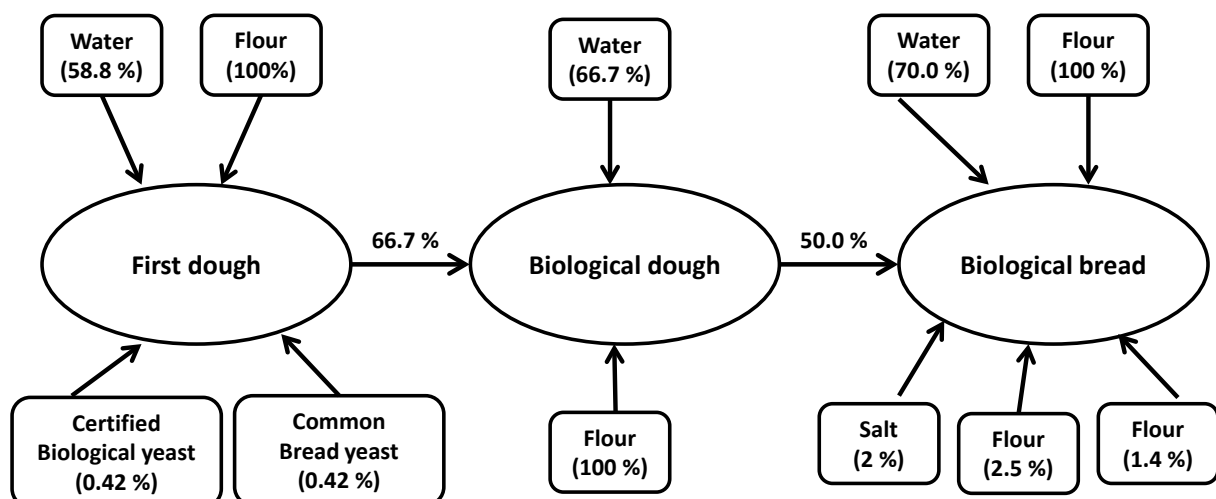 Water
(58.8 %)
Flour
(100%)
Water
(66.7 %)
Water
(70.0 %)
Flour
(100 %)
First dough
66.7 %
Biological dough
50.0 %
Biological bread
Certified
Biological yeast
(0.42 %)
Common
Bread yeast
(0.42 %)
Flour
(100 %)
Salt
(2 %)
Flour
(2.5 %)
Flour
(1.4 %)